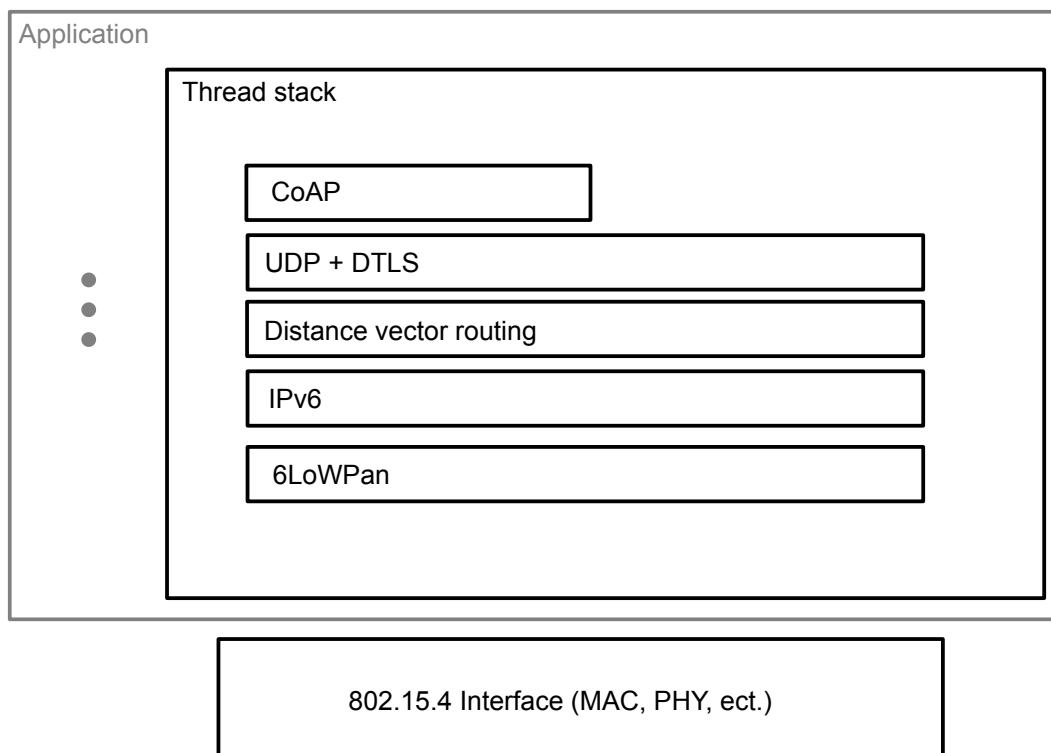 Application
Thread stack
CoAP
UDP + DTLS
Distance vector routing
IPv6
6LoWPan
802.15.4 Interface (MAC, PHY, ect.)